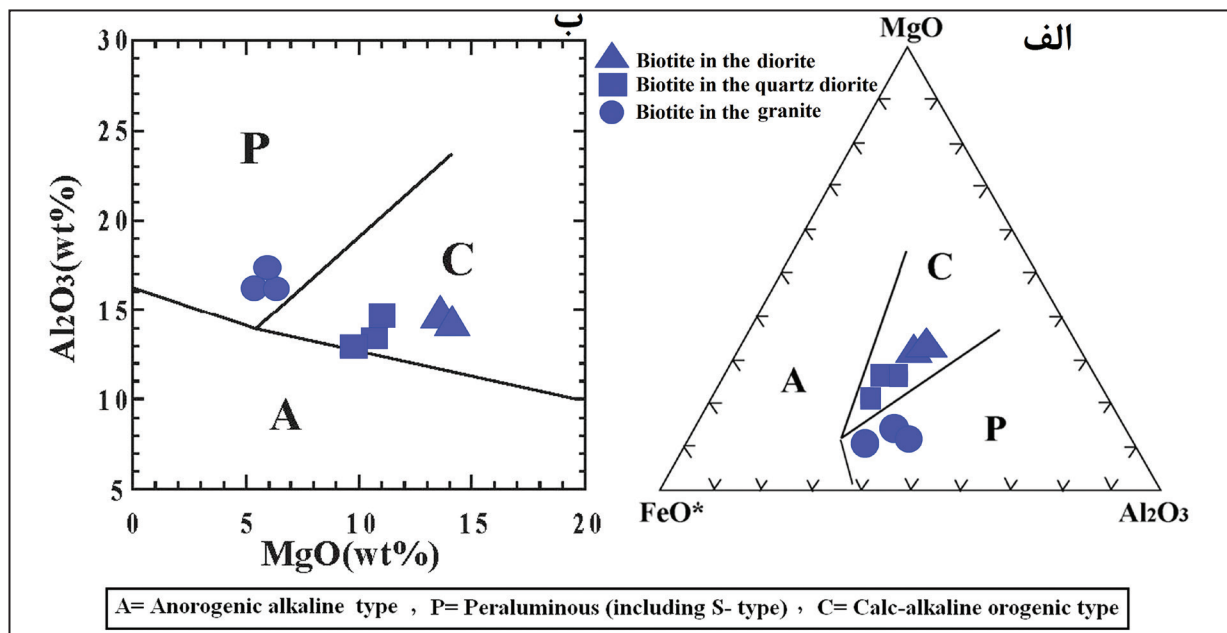 ب
30
25
20
15
10
5
Al₂O₃(wt%)
P
C
A
0
5
10
15
20
MgO(wt%)
Biotite in the diorite
Biotite in the quartz diorite
Biotite in the granite
الف
MgO
C
A
P
FeO*
Al₂O₃
A= Anorogenic alkaline type , P= Peraluminous (including S- type) , C= Calc-alkaline orogenic type